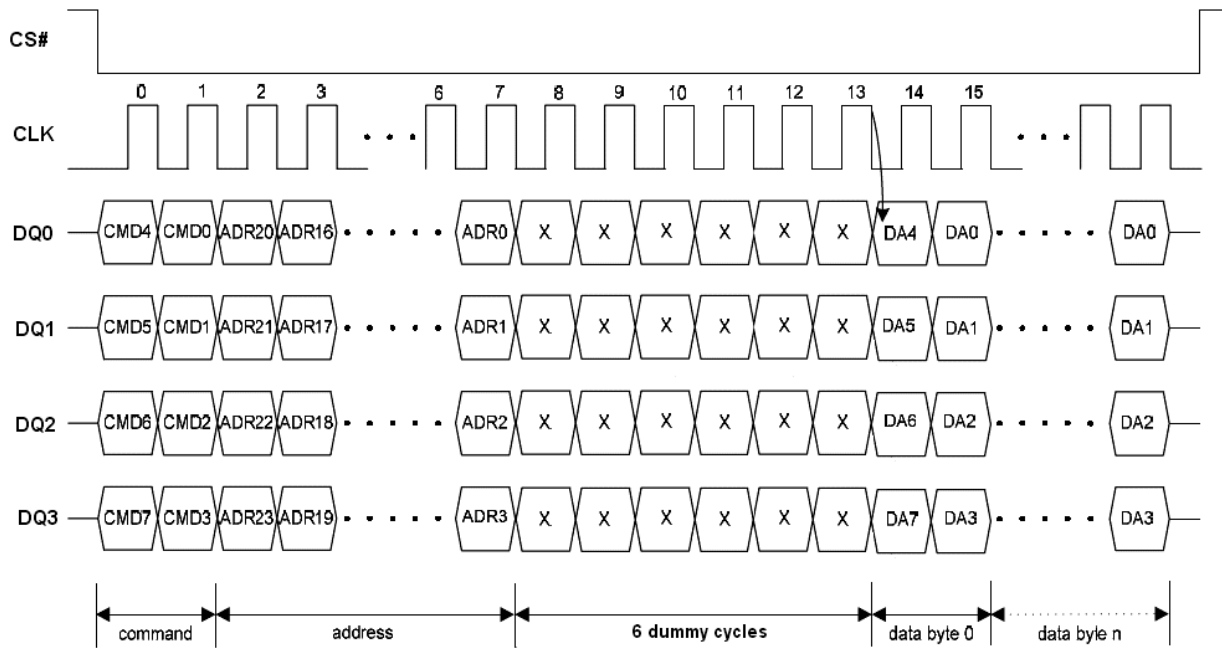 CS#
0 1 2 3 6 7 8 9 10 11 12 13 14 15
CLK
DQ0 CMD4 CMD0 ADR20 ADR16 ADR0 X X X X X X DA4 DA0 DA0
DQ1 CMD5 CMD1 ADR21 ADR17 ADR1 X X X X X X DA5 DA1 DA1
DQ2 CMD6 CMD2 ADR22 ADR18 ADR2 X X X X X X DA6 DA2 DA2
DQ3 CMD7 CMD3 ADR23 ADR19 ADR3 X X X X X X DA7 DA3 DA3
command address 6 dummy cycles data byte 0 data byle n